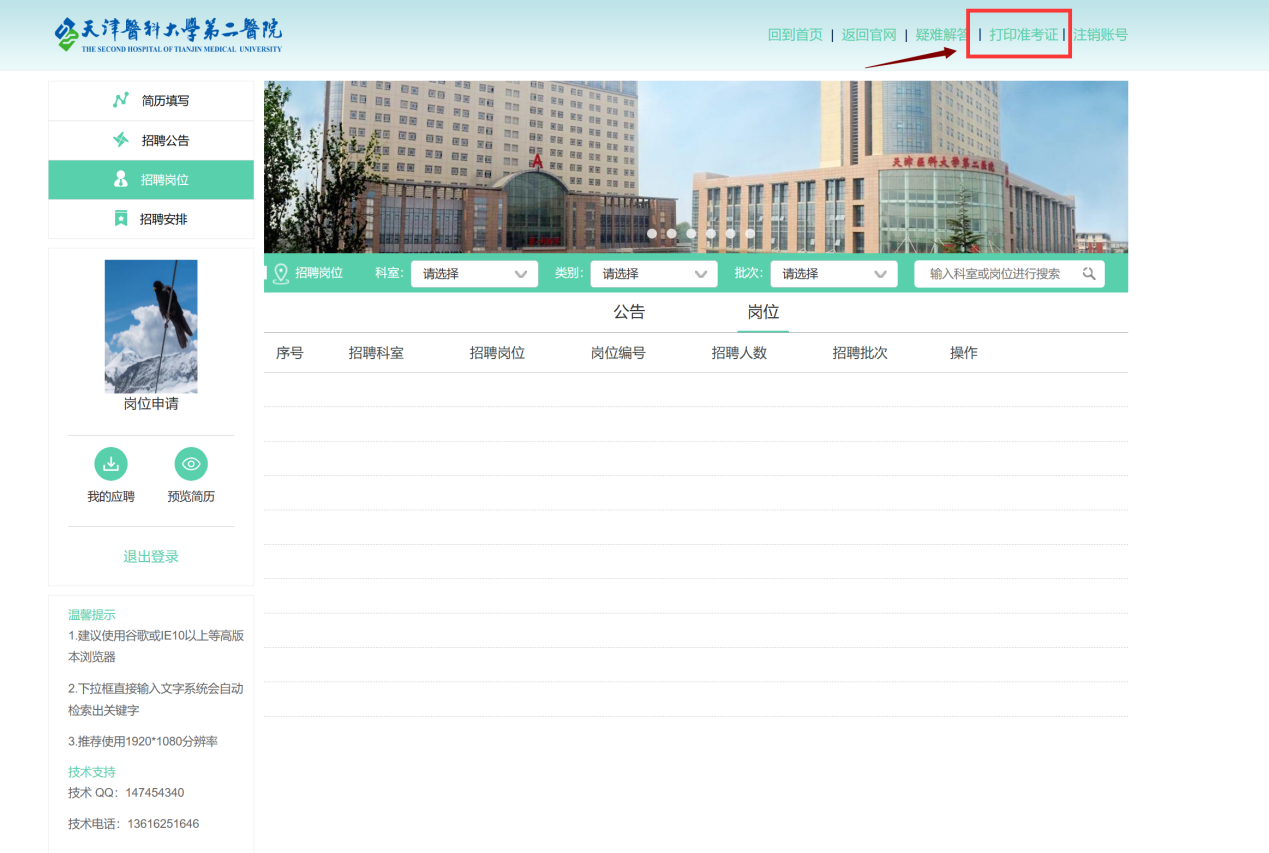 天津醫科大學第二醫院
THE SECOND HOSPITAL OF TIANJIN MEDICAL UNIVERSITY
回到首页 | 返回官网 | 疑难解答 | 打印准考证 | 注销账号
简历填写
招聘公告
招聘岗位
招聘安排
A
天津医科大学第二医院
招聘岗位 科室: 请选择 类别: 请选择 批次: 请选择 输入科室或岗位进行搜索
公告 岗位
序号 招聘科室 招聘岗位 岗位编号 招聘人数 招聘批次 操作
岗位申请
我的应聘 预览简历
退出登录
温馨提示
1.建议使用谷歌或IE10以上等高版
本浏览器
2.下拉框直接输入文字系统会自动
检索出关键字
3.推荐使用1920*1080分辨率
技术支持
技术 QQ：147454340
技术电话：13616251646